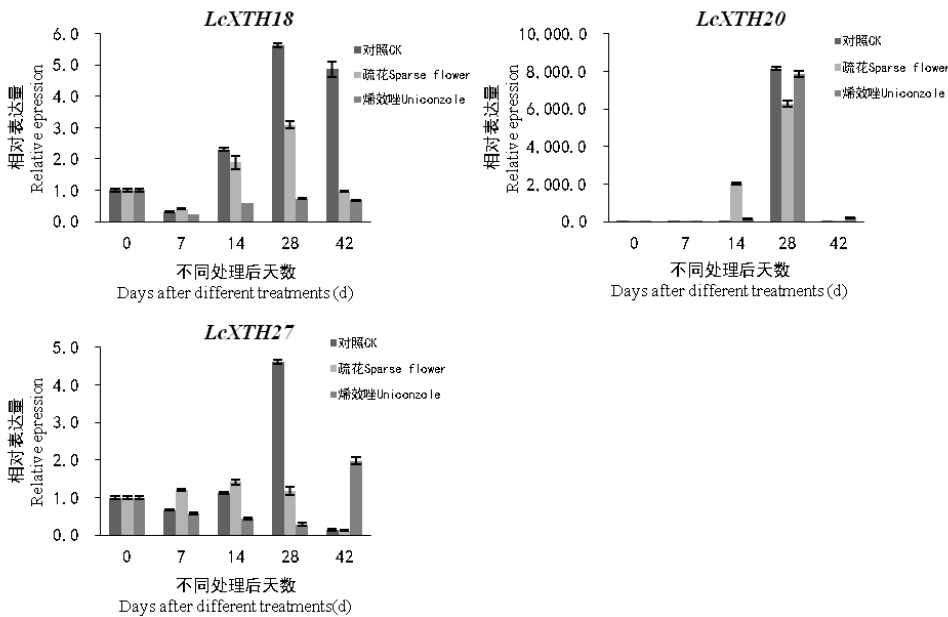 LcXTH18
6.0
5.0
4.0
3.0
2.0
1.0
0.0
相对表达量
Relative epression
对照CK
疏花Sparse flower
烯效唑Uniconzole
0 7 14 28 42
不同处理后天数
Days after different treatments (d)
LcXTH20
10,000.0
8,000.0
6,000.0
4,000.0
2,000.0
0.0
相对表达量
Relative epression
对照CK
疏花Sparse flower
烯效唑Uniconzole
0 7 14 28 42
不同处理后天数
Days after different treatments (d)
LcXTH27
5.0
4.0
3.0
2.0
1.0
0.0
相对表达量
Relative epression
对照CK
疏花Sparse flower
烯效唑Uniconzole
0 7 14 28 42
不同处理后天数
Days after different treatments(d)